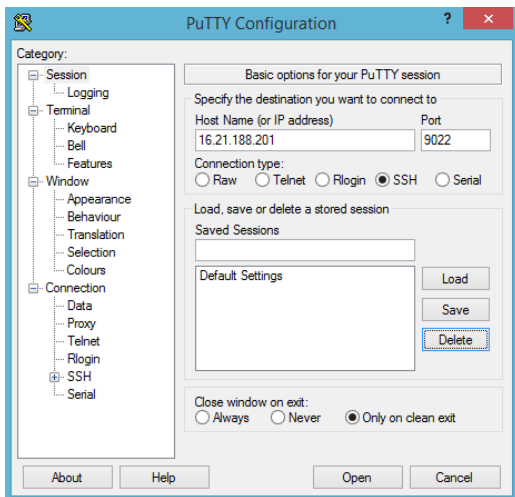 PuTTY Configuration
?
×
Category:
Session
Logging
Terminal
Keyboard
Bell
Features
Window
Appearance
Behaviour
Translation
Selection
Colours
Connection
Data
Proxy
Telnet
Rlogin
SSH
Serial
Basic options for your PuTTY session
Specify the destination you want to connect to
Host Name (or IP address) Port
16.21.188.201 9022
Connection type:
Raw Telnet Rlogin SSH Serial
Load, save or delete a stored session
Saved Sessions
Default Settings
Load
Save
Delete
Close window on exit:
Always Never Only on clean exit
About Help Open Cancel